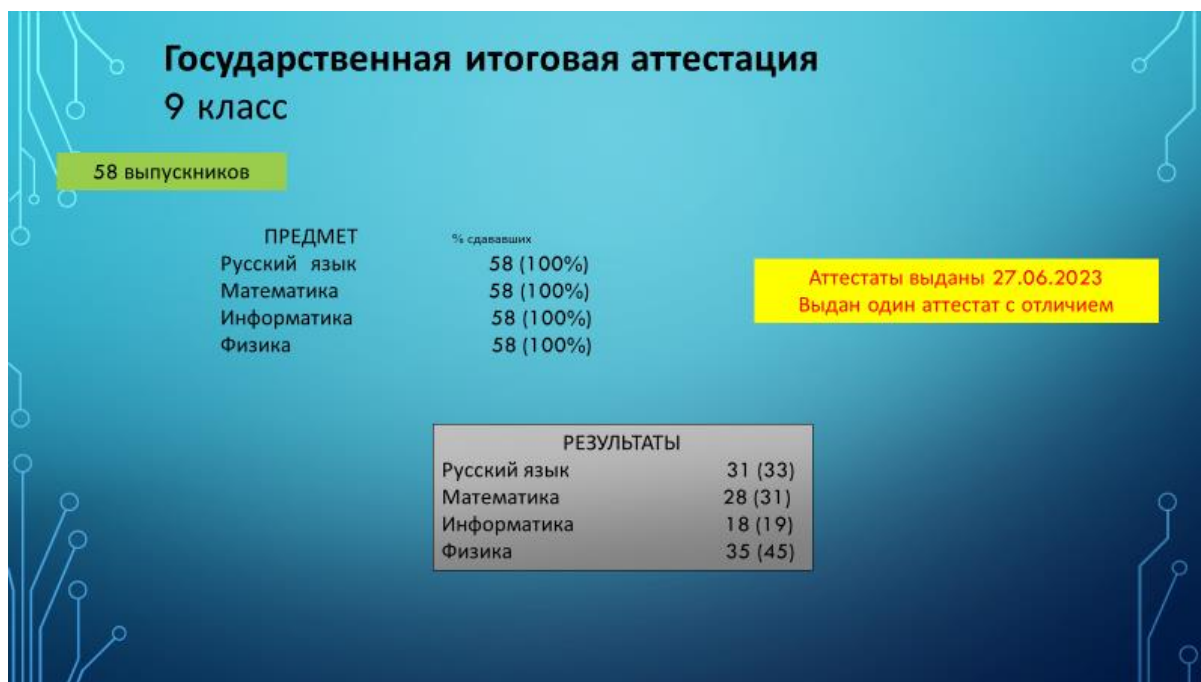 Государственная итоговая аттестация
9 класс
58 выпускников
ПРЕДМЕТ % сдававших
Русский язык 58 (100%)
Математика 58 (100%)
Информатика 58 (100%)
Физика 58 (100%)
Аттестаты выданы 27.06.2023
Выдан один аттестат с отличием
РЕЗУЛЬТАТЫ
Русский язык 31 (33)
Математика 28 (31)
Информатика 18 (19)
Физика 35 (45)